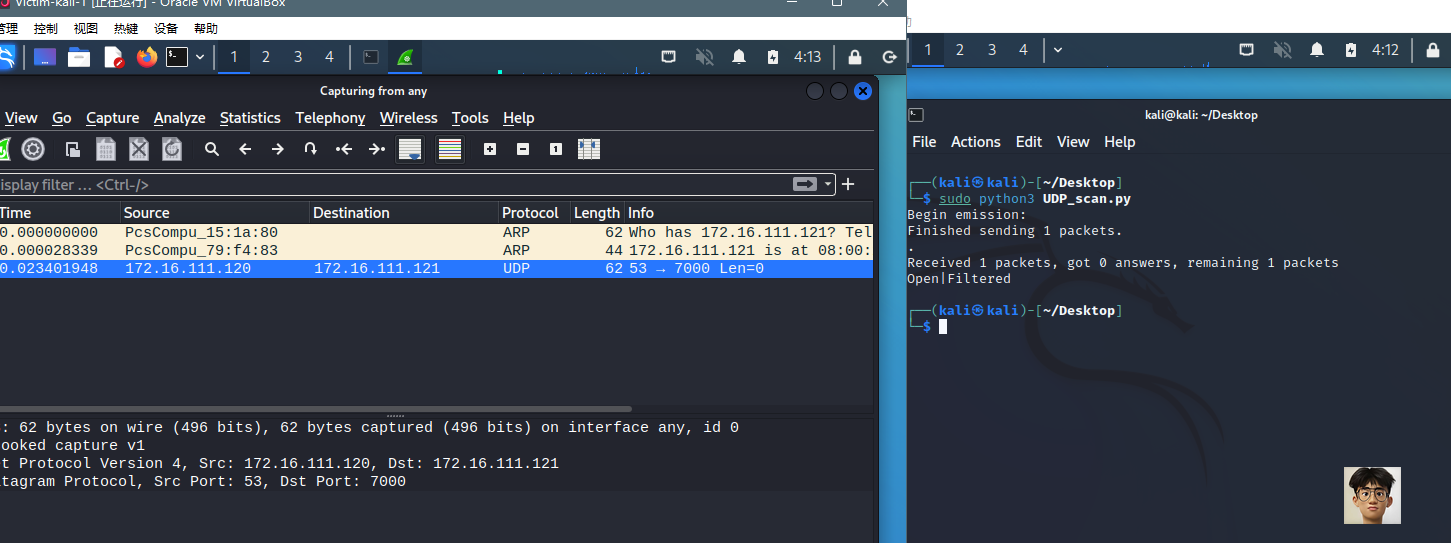 Victim-kali-1 [正在运行] - Oracle VM VirtualBox
管理 控制 视图 热键 设备 帮助
1 2 3 4 4:13
Capturing from any
View Go Capture Analyze Statistics Telephony Wireless Tools Help
isplay filter ... <Ctrl-/>
Time Source Destination Protocol Length Info
0.000000000 PcsCompu_15:1a:80 ARP 62 Who has 172.16.111.121? Tel
0.000028339 PcsCompu_79:f4:83 ARP 44 172.16.111.121 is at 08:00:
0.023401948 172.16.111.120 172.16.111.121 UDP 62 53 → 7000 Len=0
: 62 bytes on wire (496 bits), 62 bytes captured (496 bits) on interface any, id 0
ooked capture v1
t Protocol Version 4, Src: 172.16.111.120, Dst: 172.16.111.121
tagram Protocol, Src Port: 53, Dst Port: 7000
1 2 3 4 4:12
kali@kali: ~/Desktop
File Actions Edit View Help
┌──(kali㉿kali)-[~/Desktop]
└─$ sudo python3 UDP_scan.py
Begin emission:
Finished sending 1 packets.
.
Received 1 packets, got 0 answers, remaining 1 packets
Open|Filtered
┌──(kali㉿kali)-[~/Desktop]
└─$